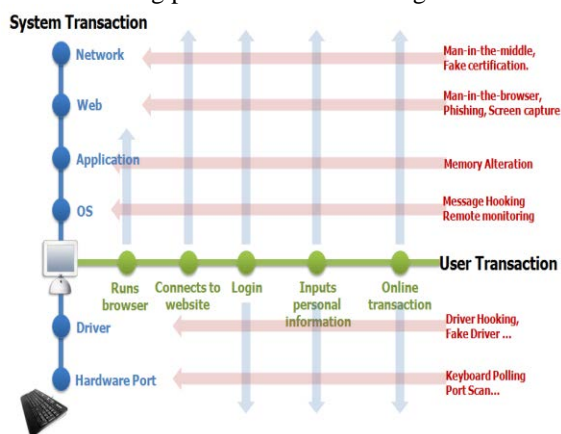 System Transaction
Network
Man-in-the-middle,
Fake certification.
Web
Man-in-the-browser,
Phishing, Screen capture
Application
Memory Alteration
OS
Message Hooking
Remote monitoring
User Transaction
Runs
browser
Connects to
website
Login
Inputs
personal
information
Online
transaction
Driver
Driver Hooking,
Fake Driver ...
Hardware Port
Keyboard Polling
Port Scan...